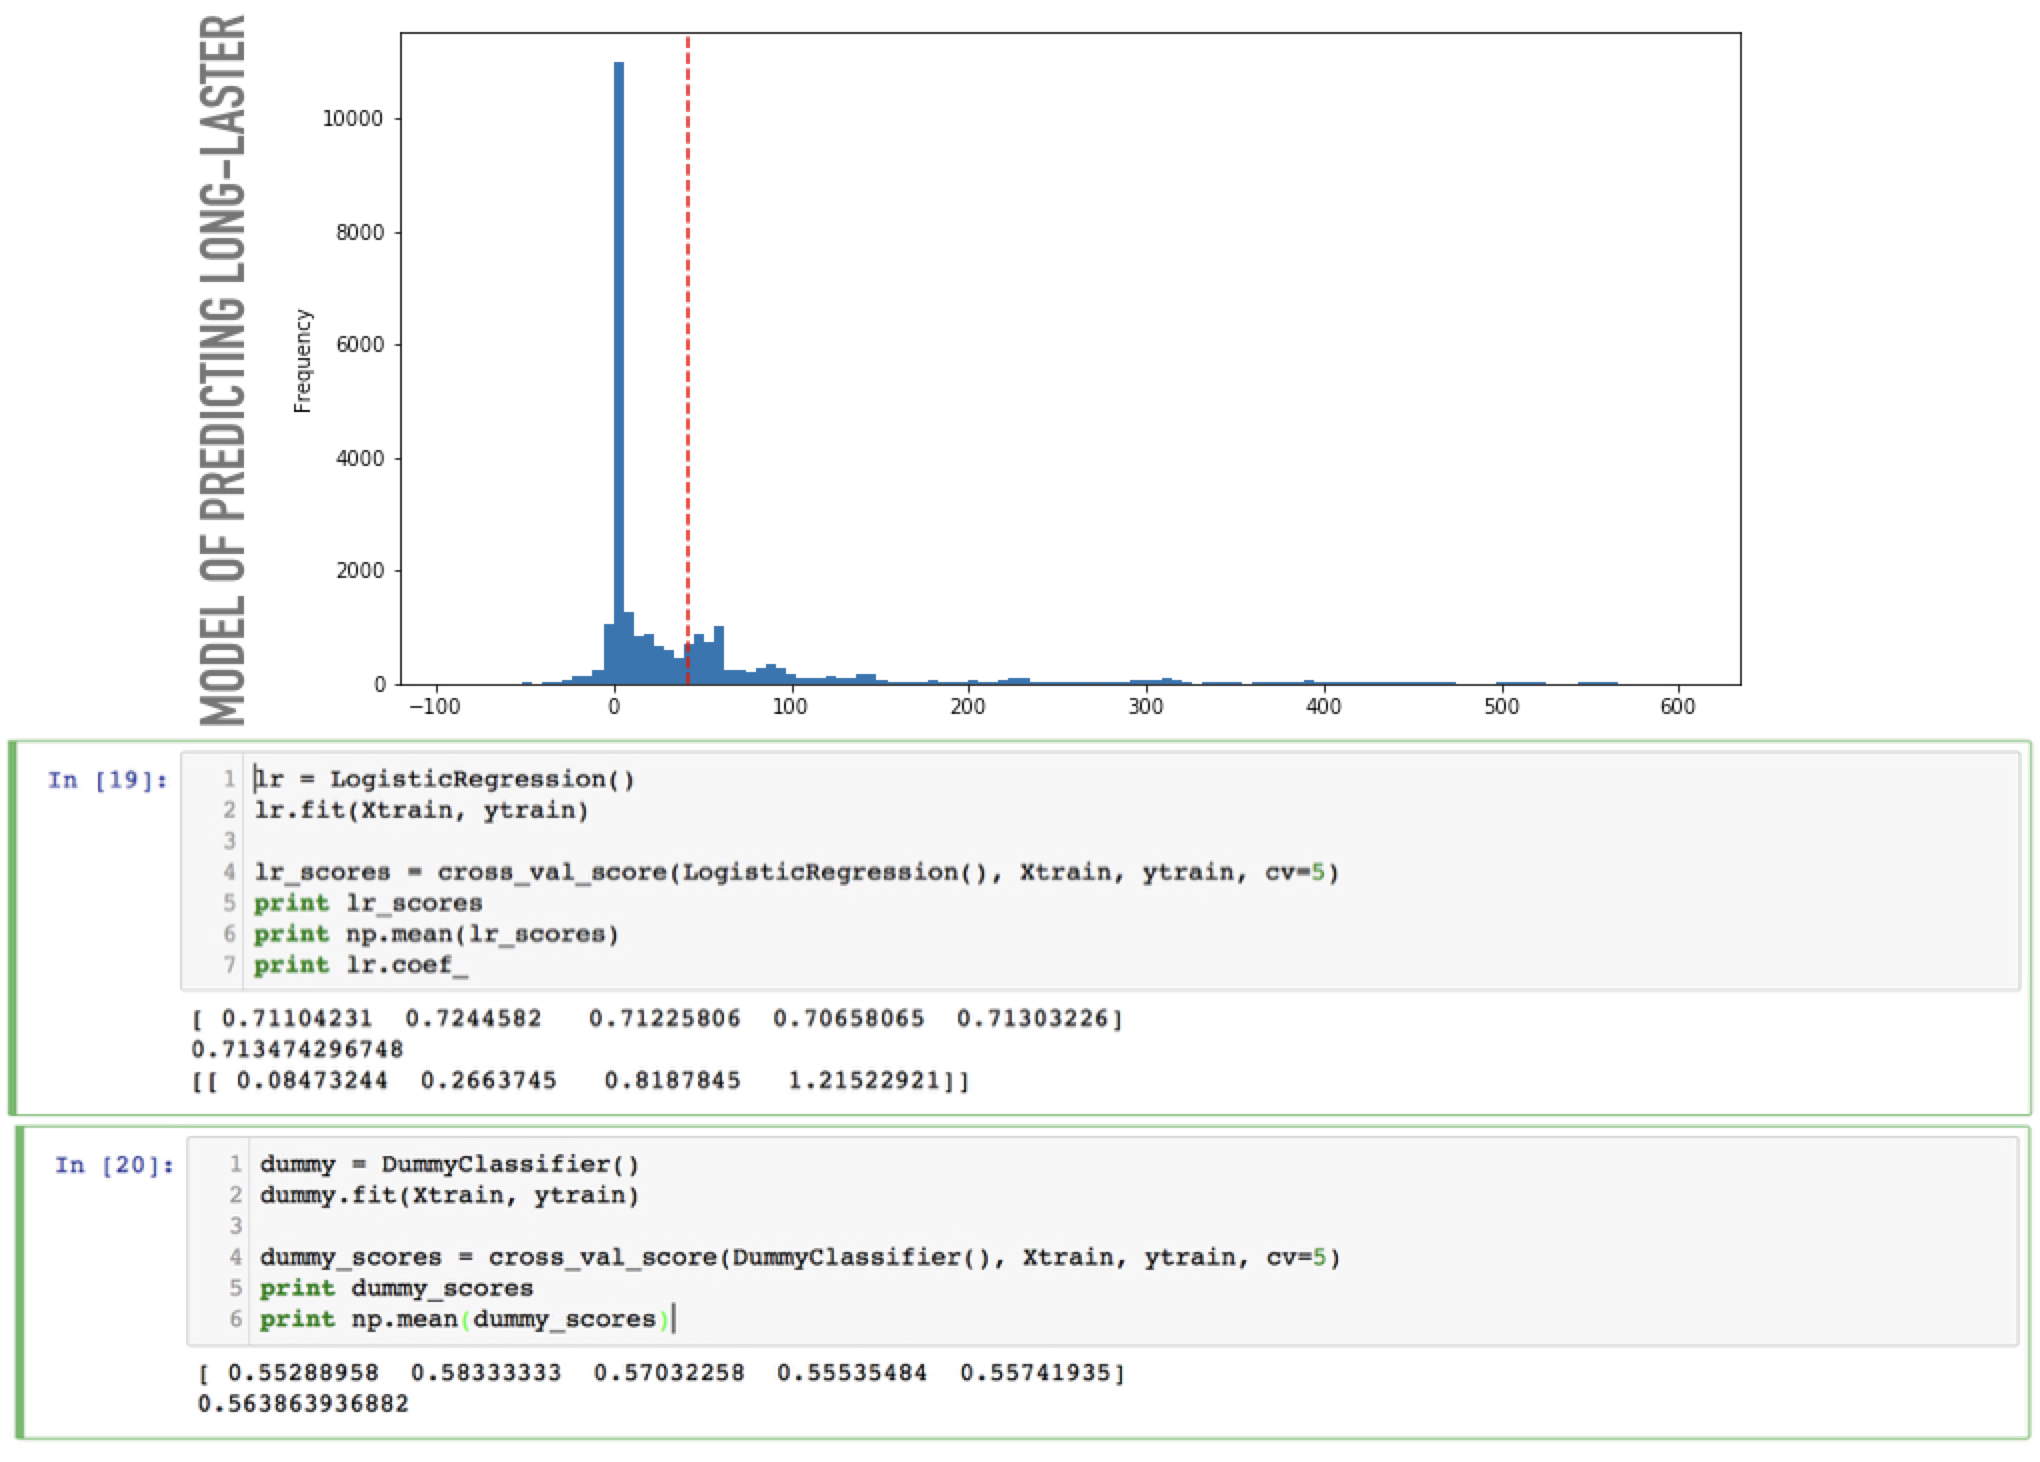 MODEL OF PREDICTING LONG-LASTER
Frequency
10000
8000
6000
4000
2000
0
−100 0 100 200 300 400 500 600
In [19]:
1 lr = LogisticRegression()
2 lr.fit(Xtrain, ytrain)
3
4 lr_scores = cross_val_score(LogisticRegression(), Xtrain, ytrain, cv=5)
5 print lr_scores
6 print np.mean(lr_scores)
7 print lr.coef_
[ 0.71104231 0.7244582 0.71225806 0.70658065 0.71303226]
0.713474296748
[[ 0.08473244 0.2663745 0.8187845 1.21522921]]
In [20]:
1 dummy = DummyClassifier()
2 dummy.fit(Xtrain, ytrain)
3
4 dummy_scores = cross_val_score(DummyClassifier(), Xtrain, ytrain, cv=5)
5 print dummy_scores
6 print np.mean(dummy_scores)
[ 0.55288958 0.58333333 0.57032258 0.55535484 0.55741935]
0.563863936882